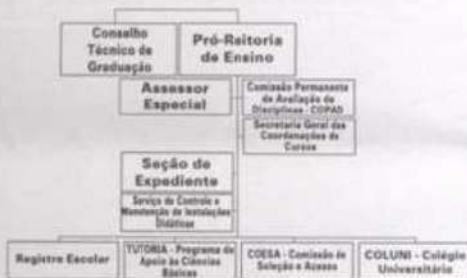 Conselho
Técnico de
Graduação
Pró-Reitoria
de Ensino
Assessor
Especial
Comissão Permanente
de Avaliação de
Disciplinas - COPAD
Secretaria Geral das
Coordenações de
Cursos
Seção de
Expediente
Serviço de Controle e
Manutenção de Instalações
Didáticas
Registro Escolar
TUTORIA - Programa de
Apoio às Ciências
Básicas
COESA - Comissão de
Seleção e Acesso
COLUNI - Colégio
Universitário